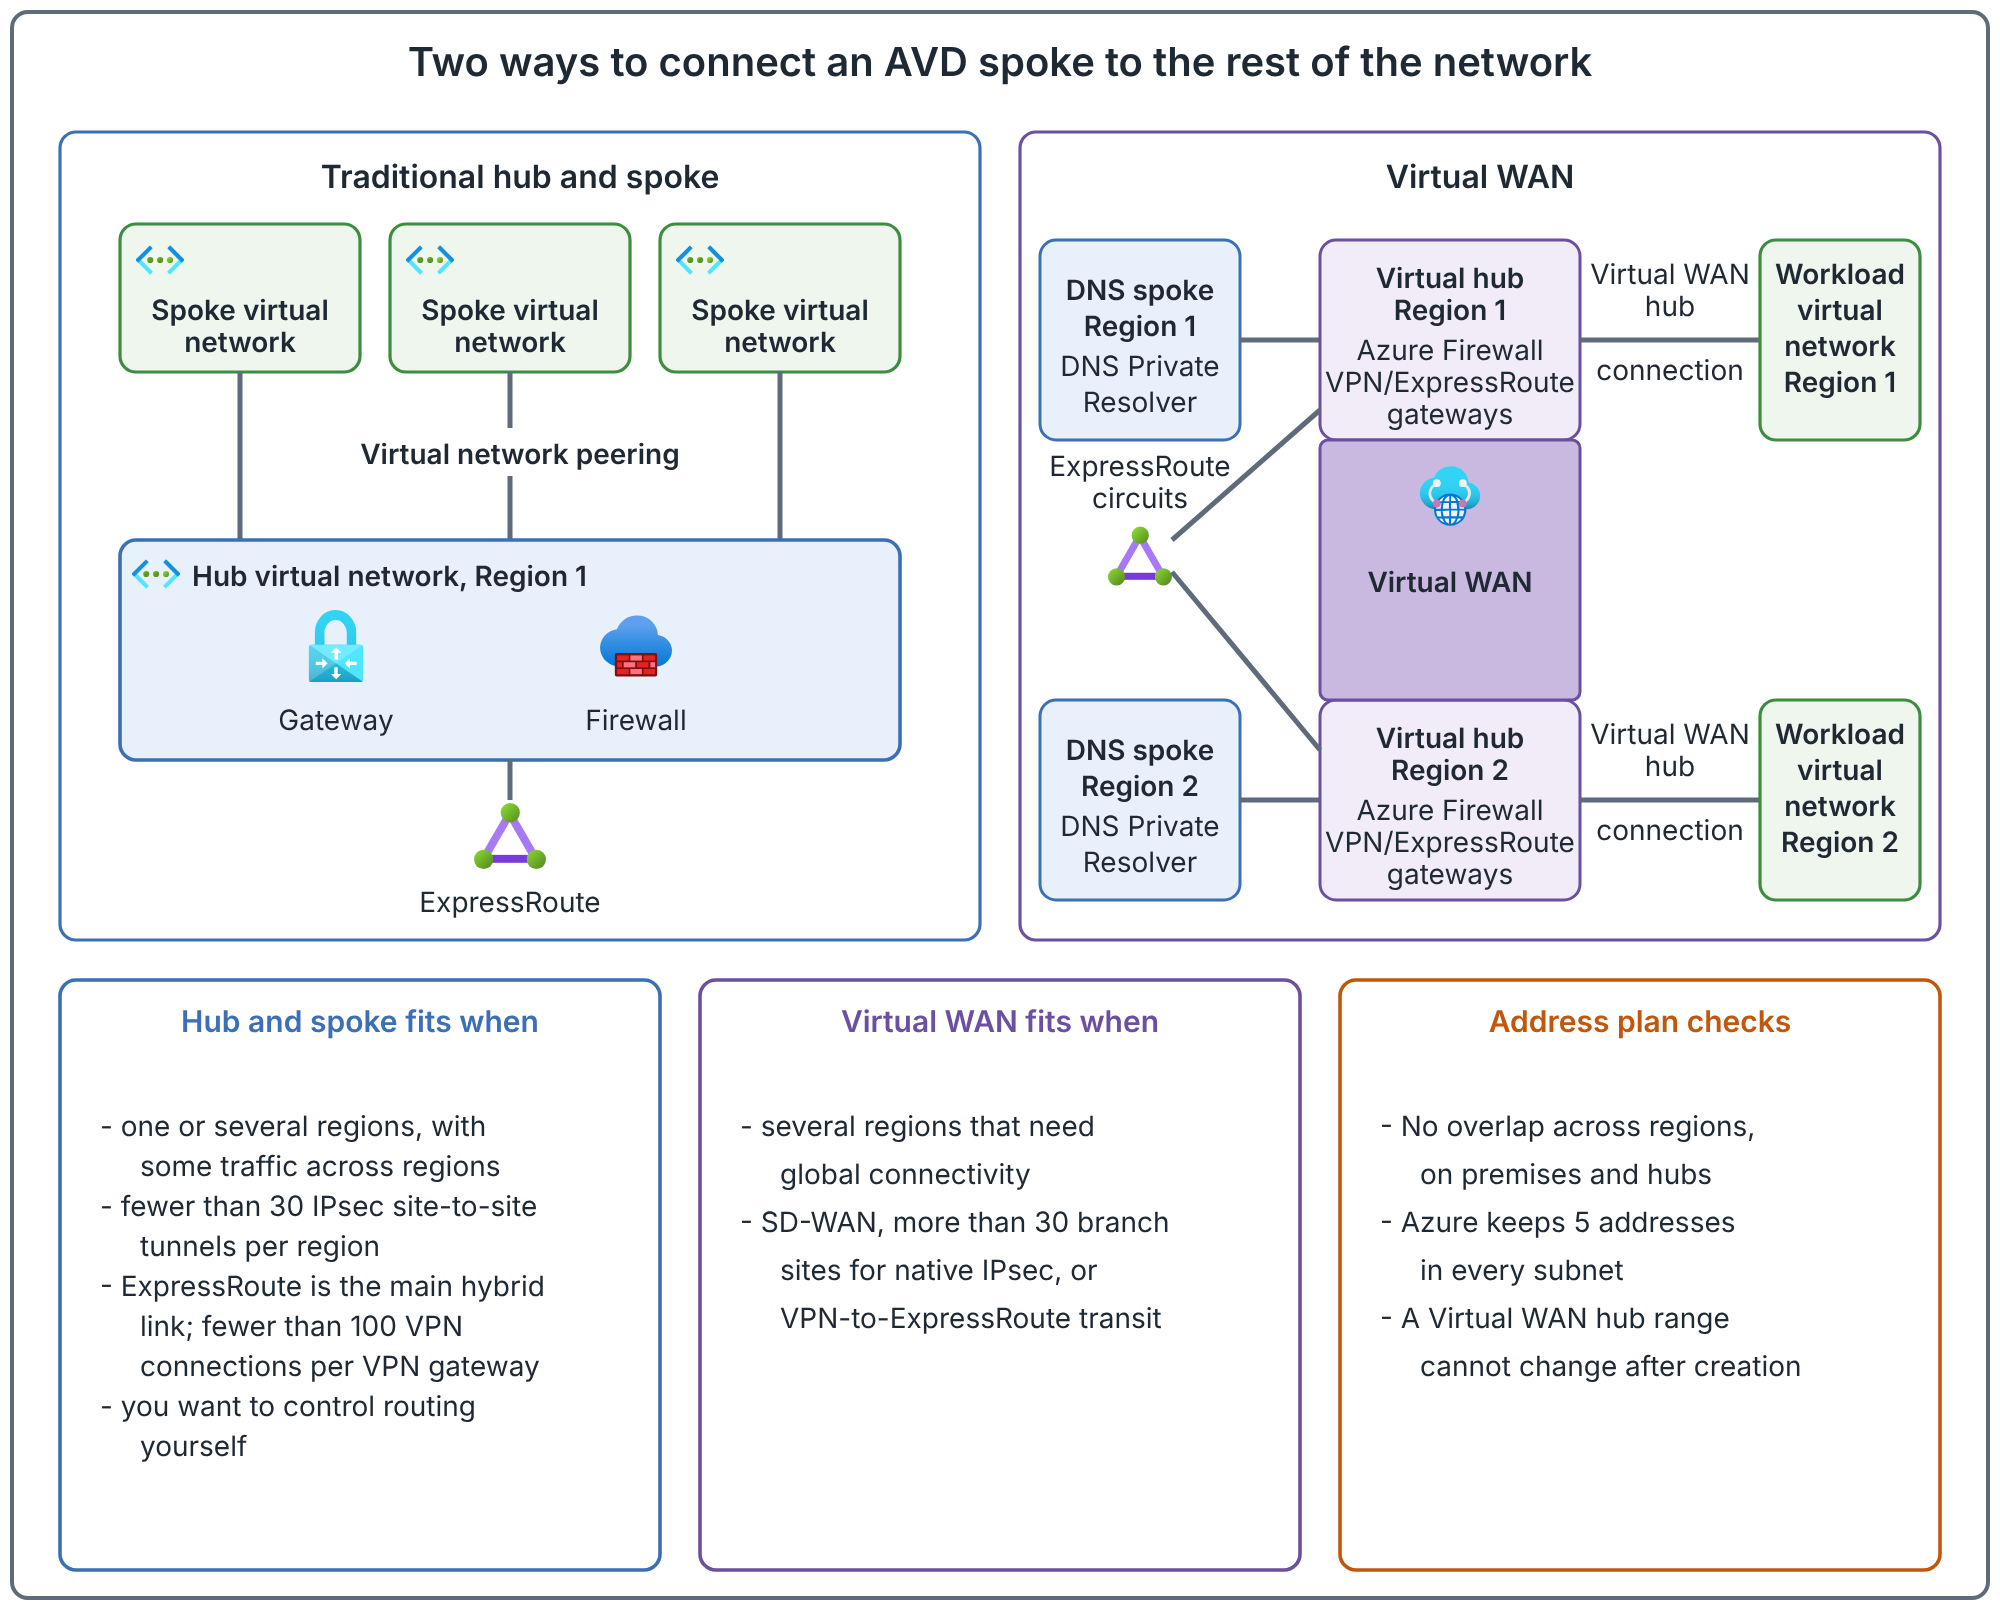 Two ways to connect an AVD spoke to the rest of the network
Traditional hub and spoke
Spoke virtual
network
Spoke virtual
network
Spoke virtual
network
Virtual network peering
Hub virtual network, Region 1
Gateway
Firewall
ExpressRoute
Virtual WAN
DNS spoke
Region 1
DNS Private
Resolver
Virtual hub
Region 1
Azure Firewall
VPN/ExpressRoute
gateways
Virtual WAN
hub
connection
Workload
virtual
network
Region 1
ExpressRoute
circuits
Virtual WAN
DNS spoke
Region 2
DNS Private
Resolver
Virtual hub
Region 2
Azure Firewall
VPN/ExpressRoute
gateways
Virtual WAN
hub
connection
Workload
virtual
network
Region 2
Hub and spoke fits when
- one or several regions, with
some traffic across regions
- fewer than 30 IPsec site-to-site
tunnels per region
- ExpressRoute is the main hybrid
link; fewer than 100 VPN
connections per VPN gateway
- you want to control routing
yourself
Virtual WAN fits when
- several regions that need
global connectivity
- SD-WAN, more than 30 branch
sites for native IPsec, or
VPN-to-ExpressRoute transit
Address plan checks
- No overlap across regions,
on premises and hubs
- Azure keeps 5 addresses
in every subnet
- A Virtual WAN hub range
cannot change after creation